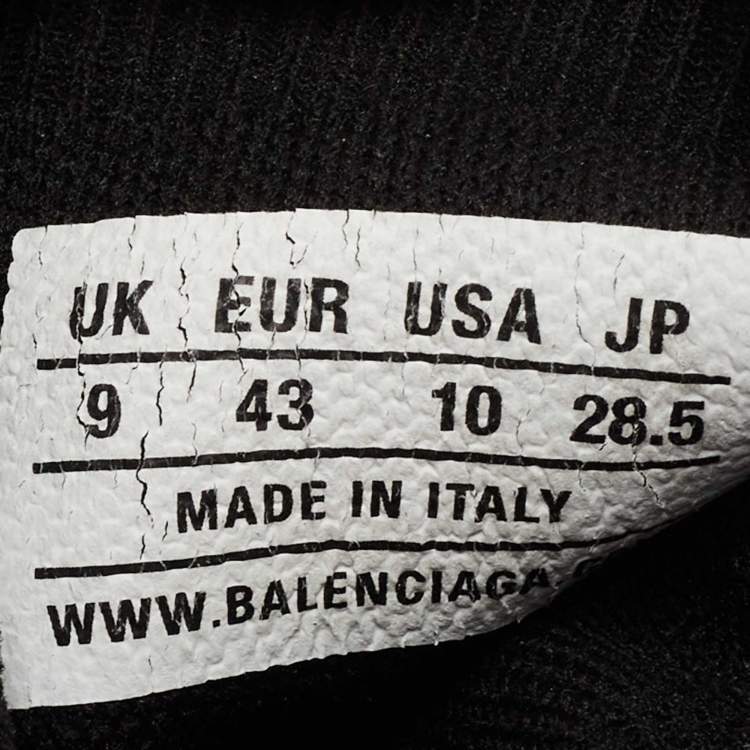 UK EUR USA JP
9 43 10 28.5
MADE IN ITALY
WWW.BALENCIAGA